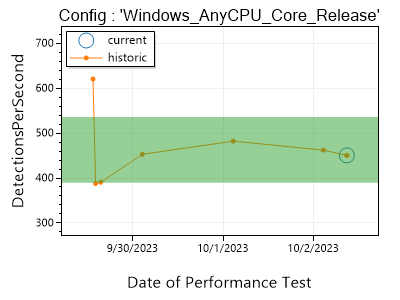 Config : 'Windows_AnyCPU_Core_Release'
current
historic
DetectionsPerSecond
700
600
500
400
300
9/30/2023
10/1/2023
10/2/2023
Date of Performance Test